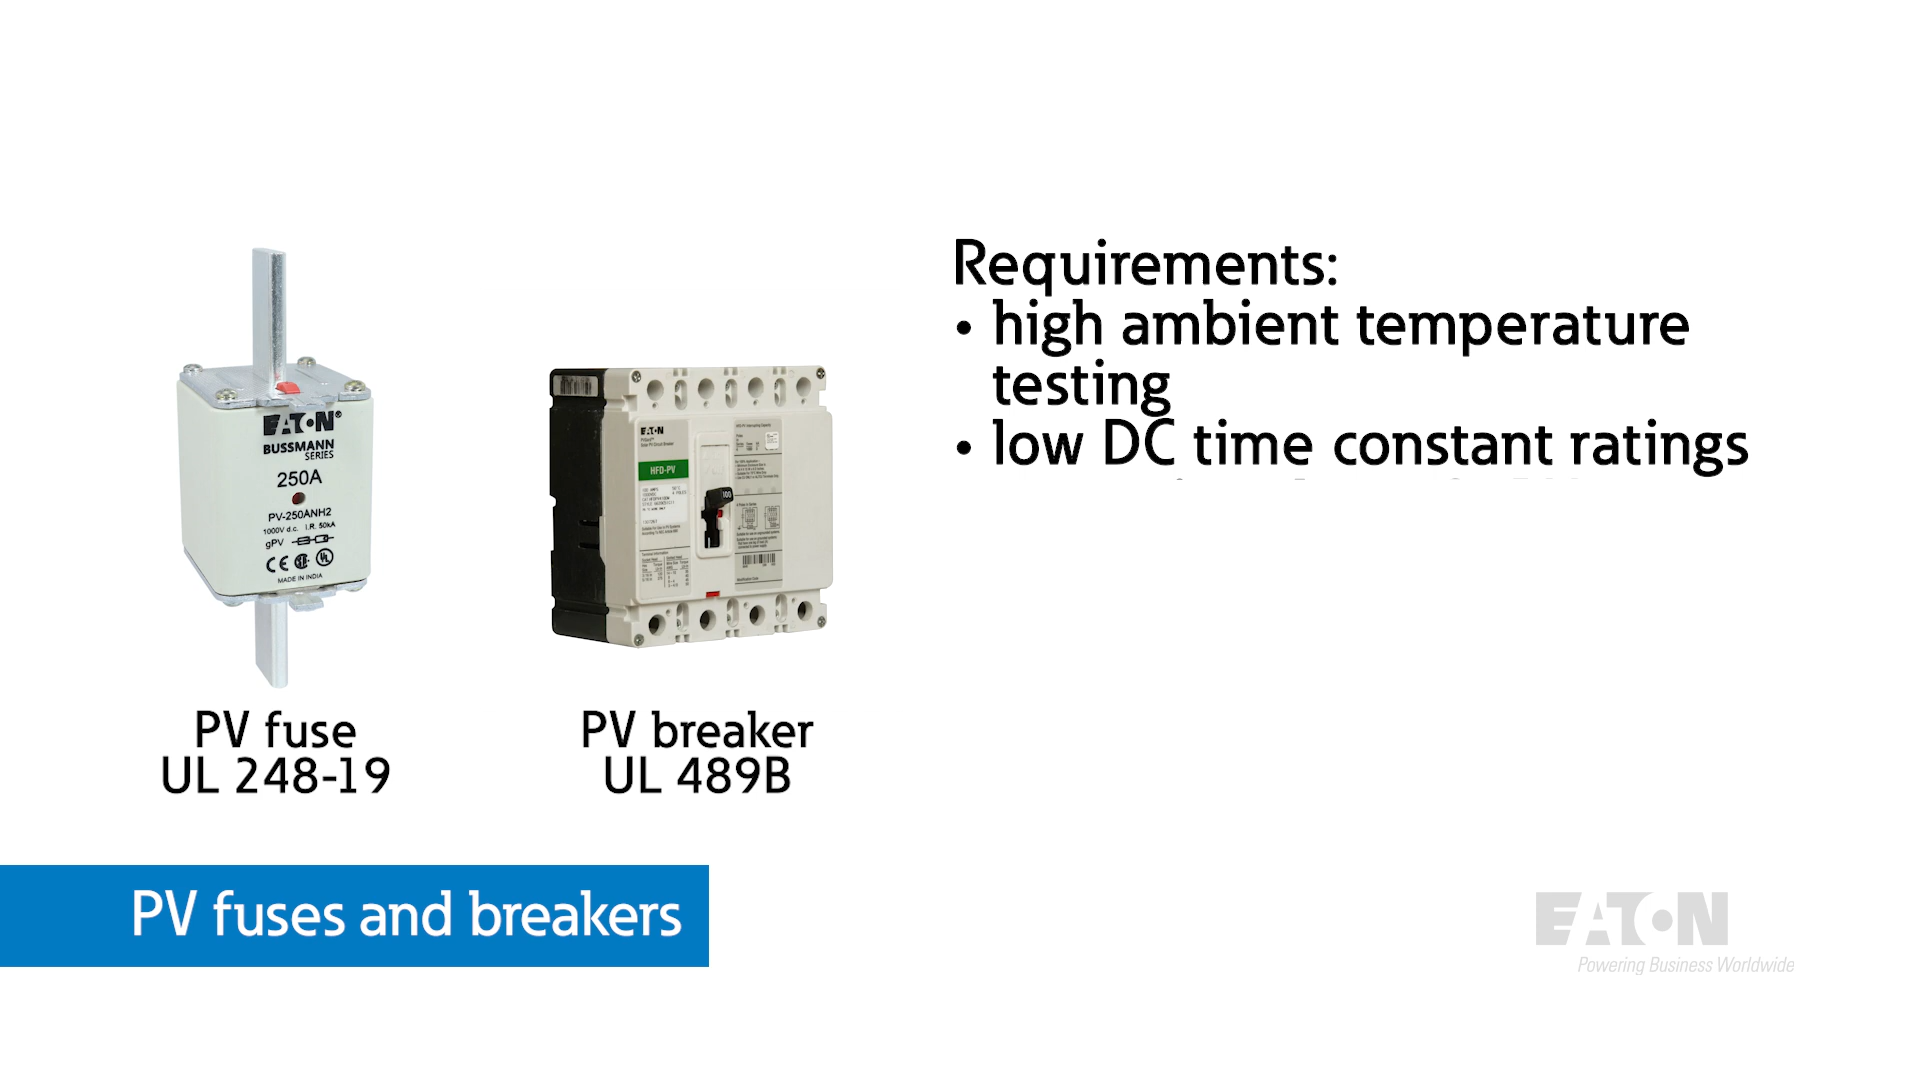 Requirements:
• high ambient temperature
testing
• low DC time constant ratings
EATON®
BUSSMANN
SERIES
250A
PV-250ANH2
1000V d.c. I.R. 50kA
gPV
MADE IN INDIA
EATON
HFD-PV
100
PV fuse
UL 248-19
PV breaker
UL 489B
PV fuses and breakers
EATON
Powering Business Worldwide